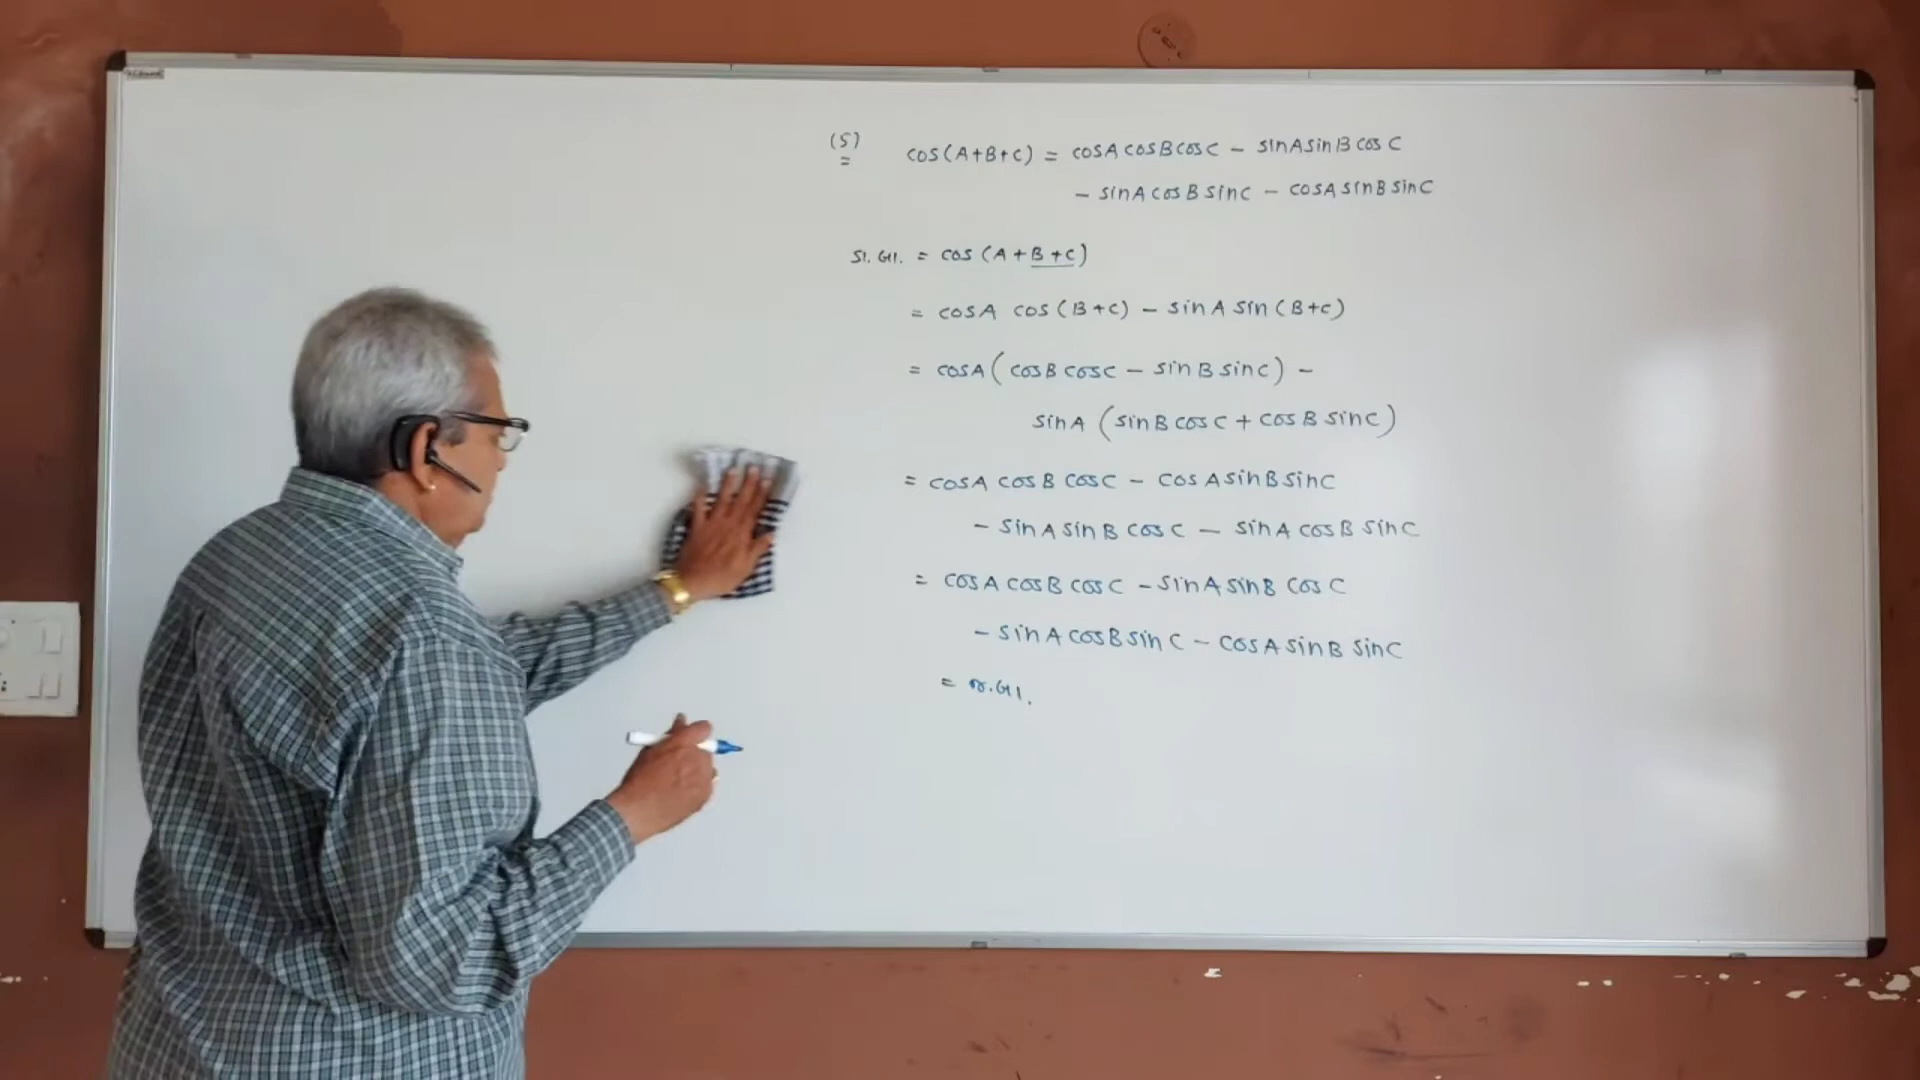 (5) cos(A+B+C) = cosA cosB cosC - sinA sinB cosC
- sinA cosB sinC - cosA sinB sinC
ડા.બા. = cos (A+B+C)
= cosA cos(B+C) - sinA sin(B+C)
= cosA (cosB cosC - sinB sinC) -
sinA (sinB cosC + cosB sinC)
= cosA cosB cosC - cosA sinB sinC
- sinA sinB cosC - sinA cosB sinC
= cosA cosB cosC - sinA sinB cosC
- sinA cosB sinC - cosA sinB sinC
= જ.બા.